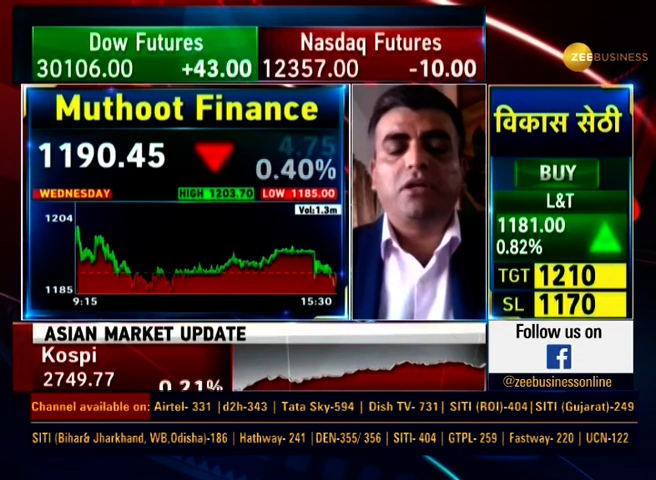 Dow Futures
30106.00 +43.00
Nasdaq Futures
12357.00 -10.00
ZEEBUSINESS
Muthoot Finance
1190.45
4.75
0.40%
WEDNESDAY
HIGH 1203.70
LOW 1185.00
Vol:1.3m
1204
1185
9:15
15:30
विकास सेठी
BUY
L&T
1181.00
0.82%
TGT 1210
SL 1170
ASIAN MARKET UPDATE
Kospi
2749.77
0.21%
Follow us on
f
@zeebusinessonline
Channel available on: Airtel- 331 | d2h-343 | Tata Sky-594 | Dish TV- 731 | SITI (ROI)-404 | SITI (Gujarat)-249
SITI (Bihar& Jharkhand, WB,Odisha)-186 | Hathway- 241 | DEN-355/ 356 | SITI- 404 | GTPL- 259 | Fastway- 220 | UCN-122